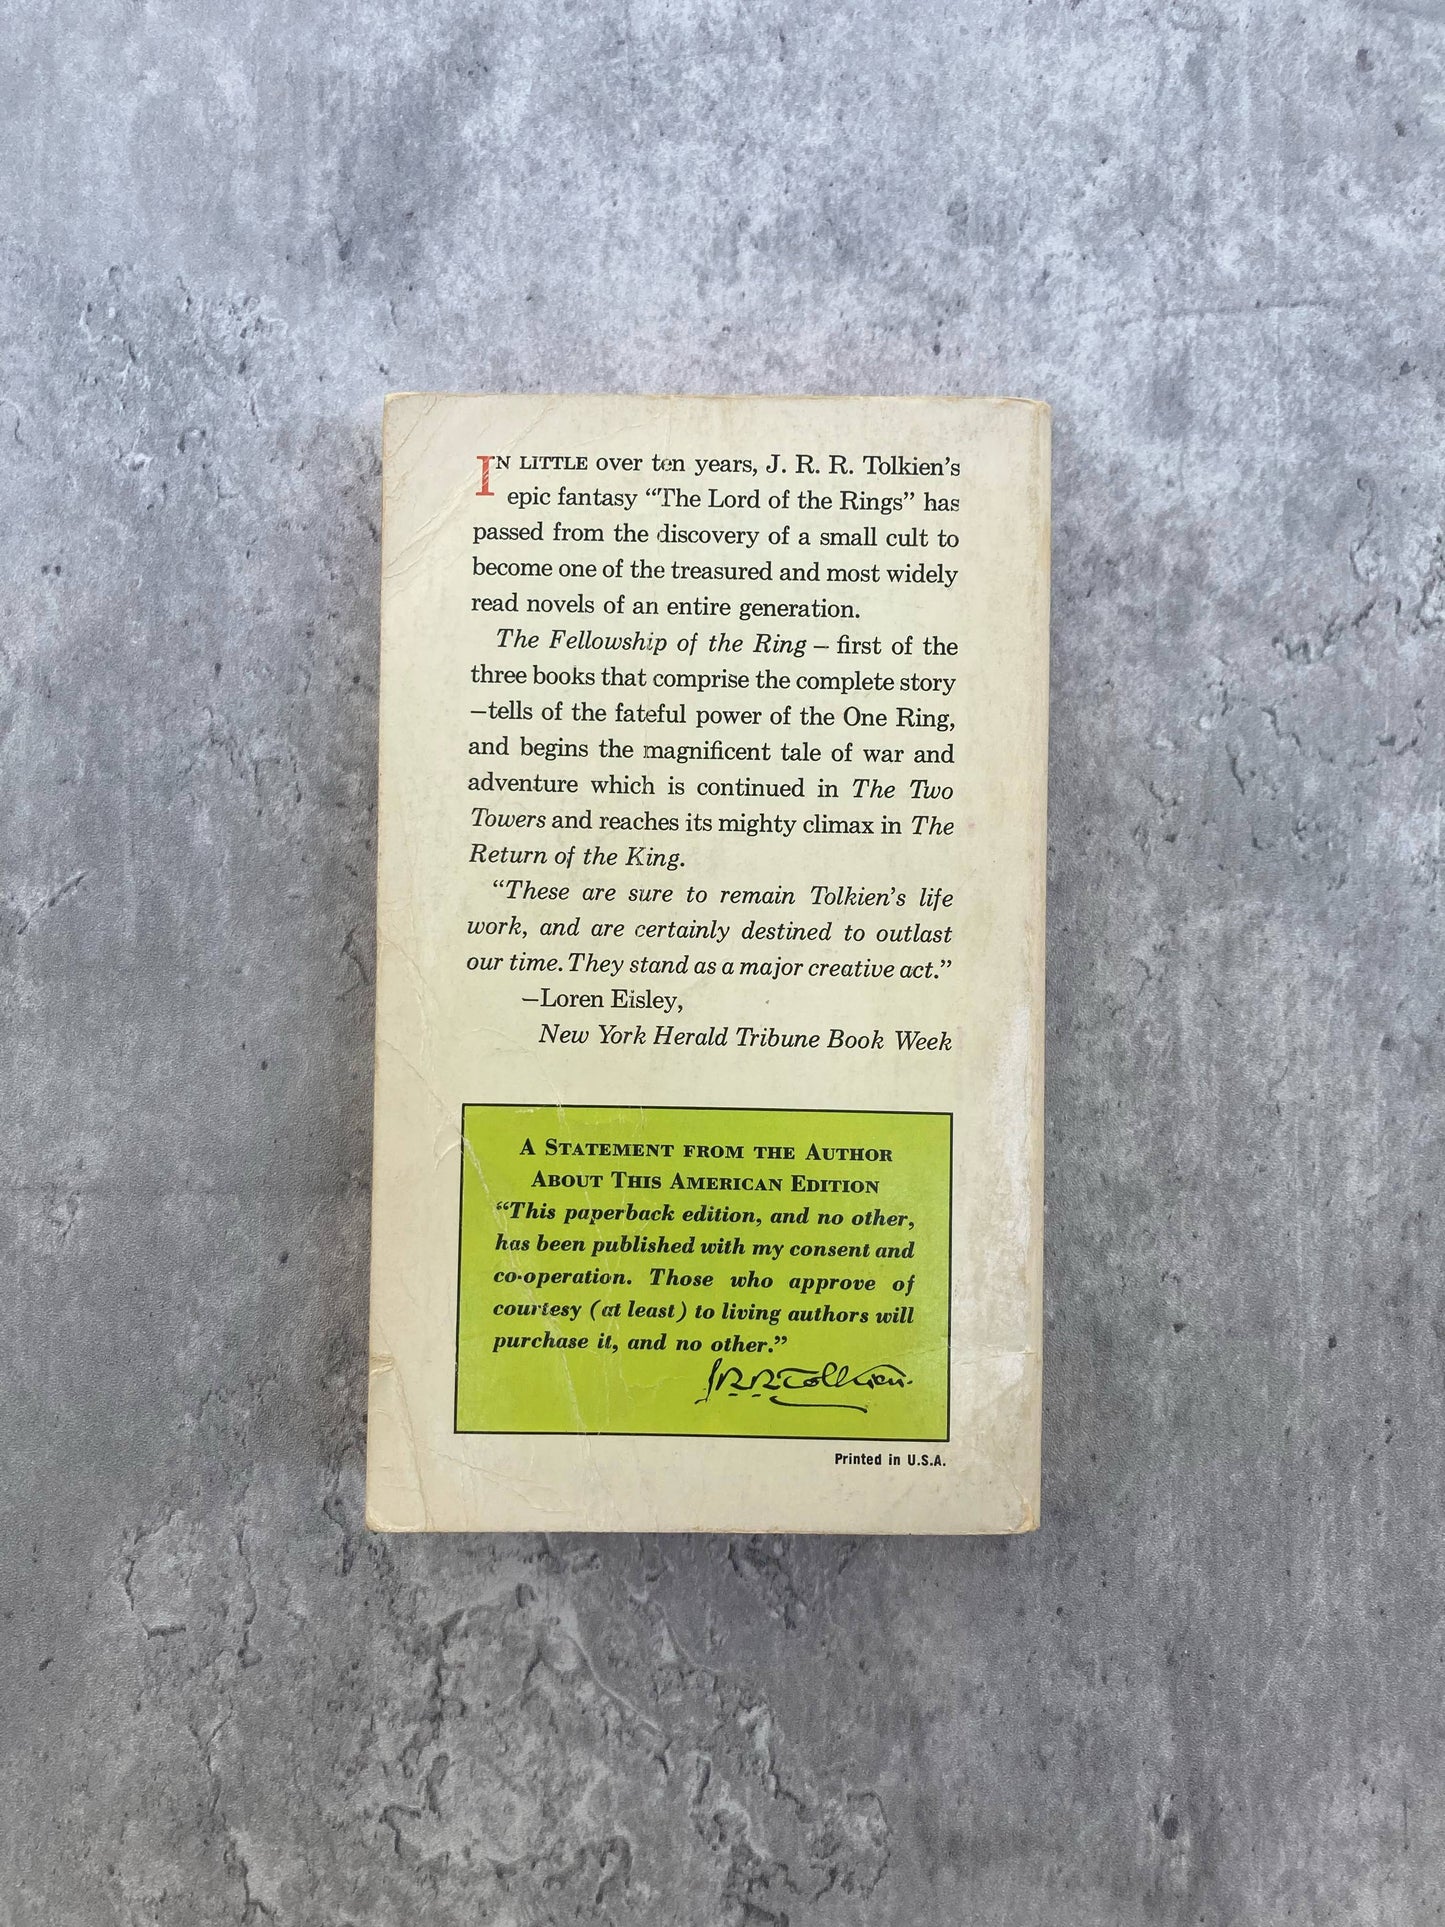 IN LITTLE over ten years, J. R. R. Tolkien's
epic fantasy “The Lord of the Rings” has
passed from the discovery of a small cult to
become one of the treasured and most widely
read novels of an entire generation.
The Fellowship of the Ring – first of the
three books that comprise the complete story
–tells of the fateful power of the One Ring,
and begins the magnificent tale of war and
adventure which is continued in The Two
Towers and reaches its mighty climax in The
Return of the King.
“These are sure to remain Tolkien's life
work, and are certainly destined to outlast
our time. They stand as a major creative act.”
–Loren Eisley,
New York Herald Tribune Book Week
A STATEMENT FROM THE AUTHOR
ABOUT THIS AMERICAN EDITION
“This paperback edition, and no other,
has been published with my consent and
co-operation. Those who approve of
courtesy (at least) to living authors will
purchase it, and no other.”
J.R.R. Tolkien.
Printed in U.S.A.